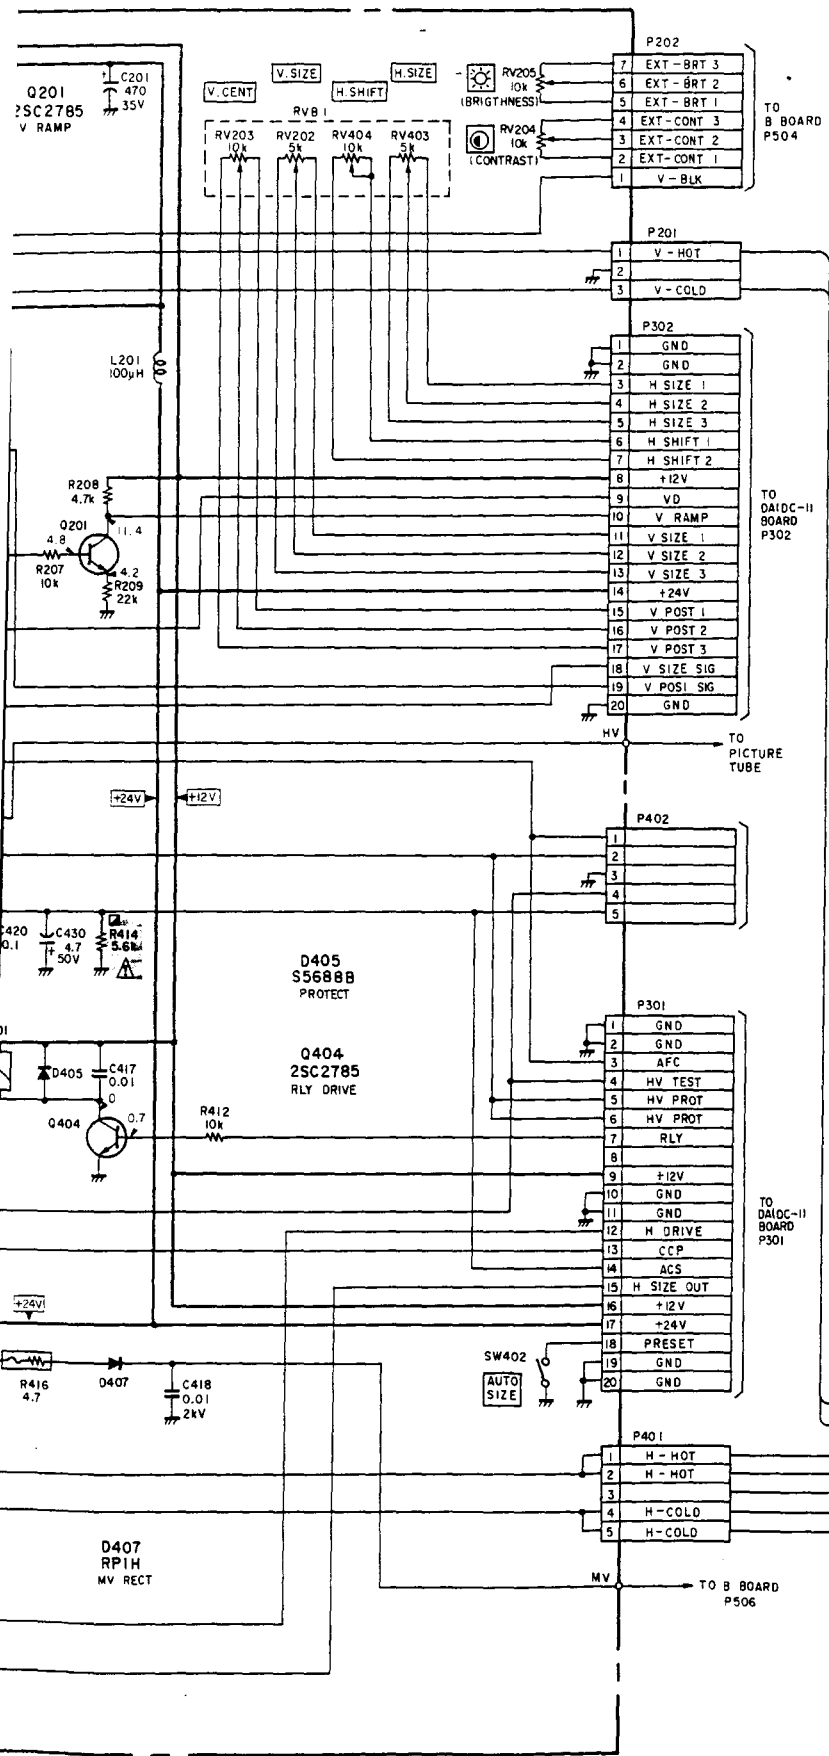 Q201
2SC2785
V RAMP
C201
470
35V
V.CENT
V.SIZE
H.SHIFT
H.SIZE
RVB1
RV203
10k
RV202
5k
RV404
10k
RV403
5k
RV205
10k
(BRIGTHNESS)
RV204
10k
(CONTRAST)
P202
7 EXT-BRT 3
6 EXT-BRT 2
5 EXT-BRT 1
4 EXT-CONT 3
3 EXT-CONT 2
2 EXT-CONT 1
1 V-BLK
TO
B BOARD
P504
P201
1 V-HOT
2
3 V-COLD
L201
100μH
P302
1 GND
2 GND
3 H SIZE 1
4 H SIZE 2
5 H SIZE 3
6 H SHIFT 1
7 H SHIFT 2
8 +12V
9 VD
10 V RAMP
11 V SIZE 1
12 V SIZE 2
13 V SIZE 3
14 +24V
15 V POST 1
16 V POST 2
17 V POST 3
18 V SIZE SIG
19 V POSI SIG
20 GND
TO
DA(DC-1)
BOARD
P302
R208
4.7k
Q201
11.4
4.8
R207
10k
4.2
R209
22k
HV
TO
PICTURE
TUBE
+24V
+12V
P402
1
2
3
4
5
C420
0.1
C430
4.7
50V
R414
5.6k
D405
S5688B
PROTECT
Q404
2SC2785
RLY DRIVE
D405
C417
0.01
0
Q404
0.7
R412
10k
P301
1 GND
2 GND
3 AFC
4 HV TEST
5 HV PROT
6 HV PROT
7 RLY
8
9 +12V
10 GND
11 GND
12 H DRIVE
13 CCP
14 ACS
15 H SIZE OUT
16 +12V
17 +24V
18 PRESET
19 GND
20 GND
TO
DA(DC-1)
BOARD
P301
+24V
R416
4.7
D407
C418
0.01
2kV
SW402
AUTO
SIZE
P401
1 H-HOT
2 H-HOT
3
4 H-COLD
5 H-COLD
D407
RP1H
MV RECT
MV
TO B BOARD
P506